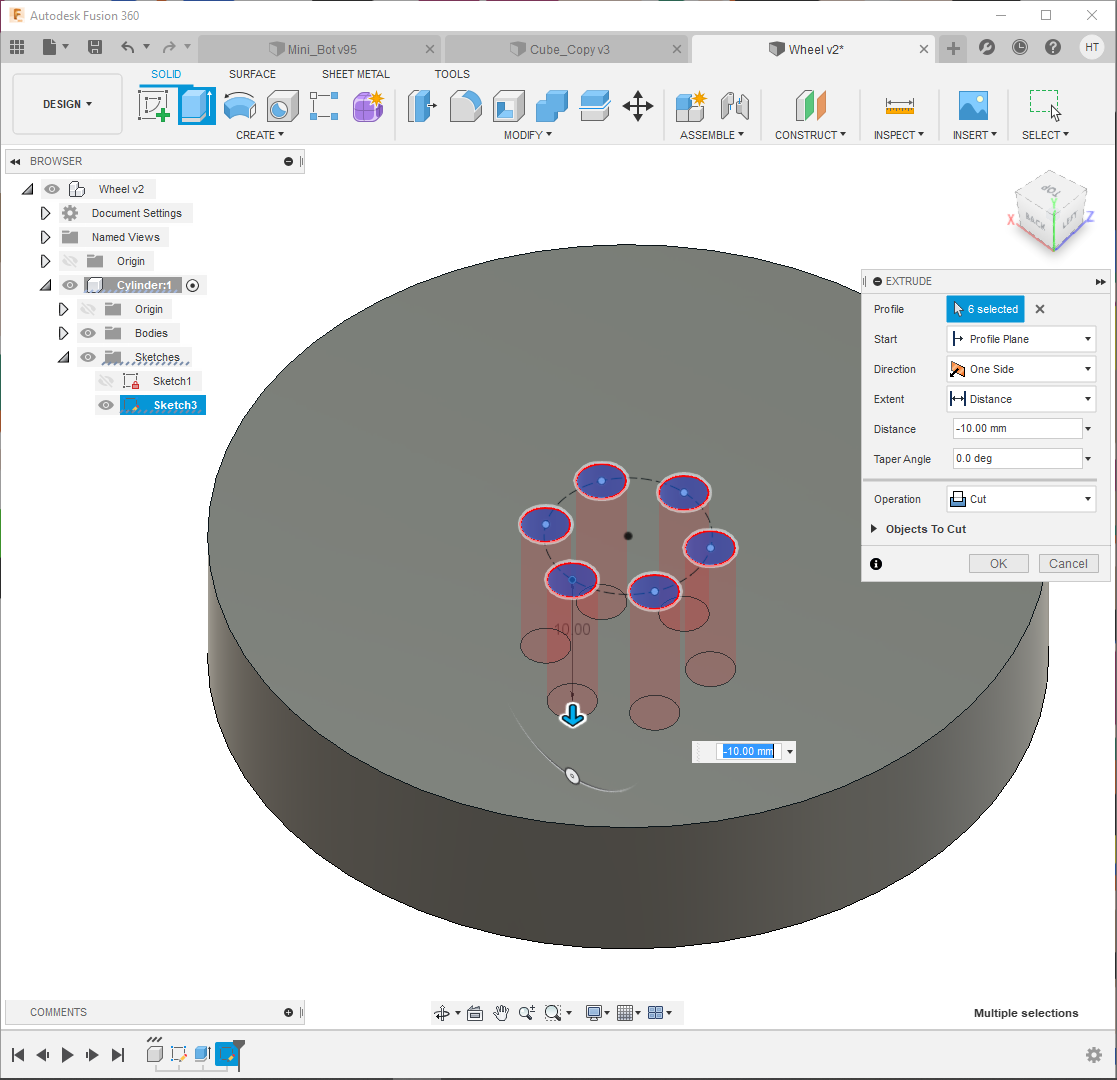 Autodesk Fusion 360
Mini_Bot v95
Cube_Copy v3
Wheel v2*
HT
DESIGN
SOLID SURFACE SHEET METAL TOOLS
CREATE MODIFY ASSEMBLE CONSTRUCT INSPECT INSERT SELECT
BROWSER
Wheel v2
Document Settings
Named Views
Origin
Cylinder:1
Origin
Bodies
Sketches
Sketch1
Sketch3
TOP
BACK
LEFT
X
Y
Z
EXTRUDE
Profile 6 selected
Start Profile Plane
Direction One Side
Extent Distance
Distance -10.00 mm
Taper Angle 0.0 deg
Operation Cut
Objects To Cut
OK Cancel
10.00
-10.00 mm
COMMENTS
Multiple selections